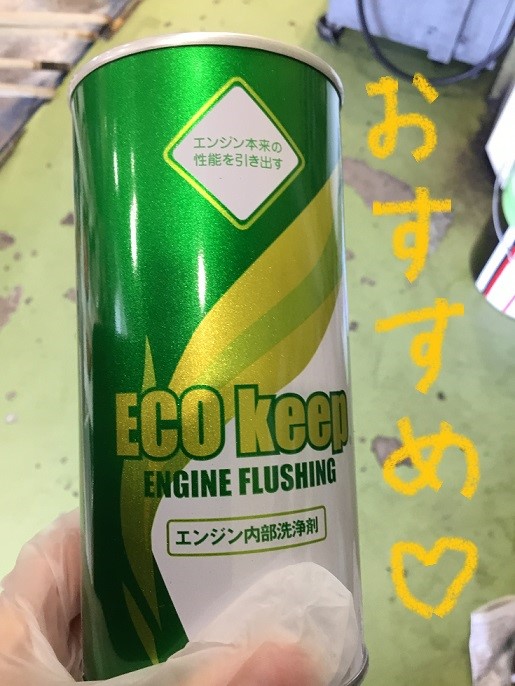 エンジン本来の
性能を引き出す
ECO keep
ENGINE FLUSHING
エンジン内部洗浄剤
おすすめ♡